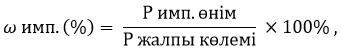 ω имп. (%) = Р имп. өнім / Р жалпы көлемі × 100% ,